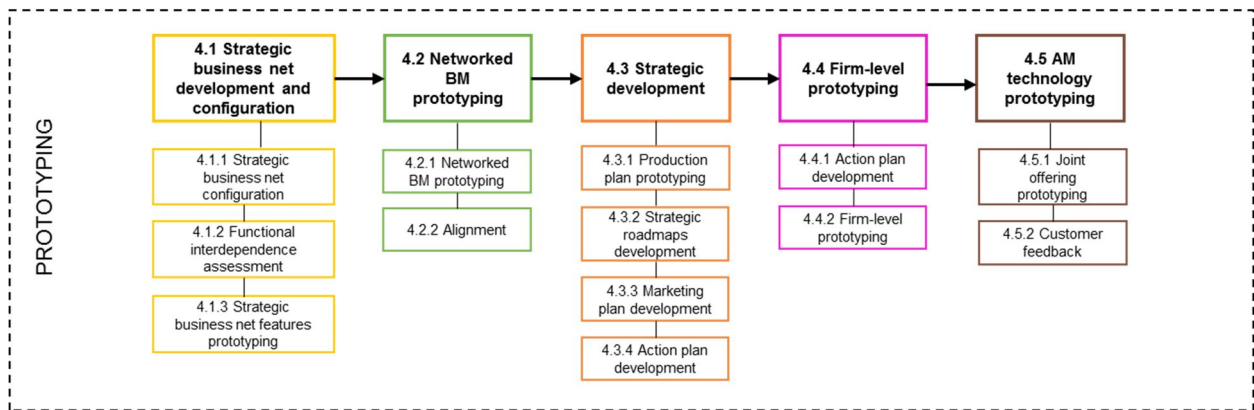 PROTOTYPING
4.1 Strategic
business net
development and
configuration
4.1.1 Strategic
business net
configuration
4.1.2 Functional
interdependence
assessment
4.1.3 Strategic
business net features
prototyping
4.2 Networked
BM
prototyping
4.2.1 Networked
BM prototyping
4.2.2 Alignment
4.3 Strategic
development
4.3.1 Production
plan prototyping
4.3.2 Strategic
roadmaps
development
4.3.3 Marketing
plan development
4.3.4 Action plan
development
4.4 Firm-level
prototyping
4.4.1 Action plan
development
4.4.2 Firm-level
prototyping
4.5 AM
technology
prototyping
4.5.1 Joint
offering
prototyping
4.5.2 Customer
feedback